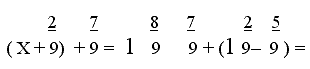 2 7 8 7 2 5
( X + 9) + 9 = 1 9 9 + (1 9 – 9 ) =